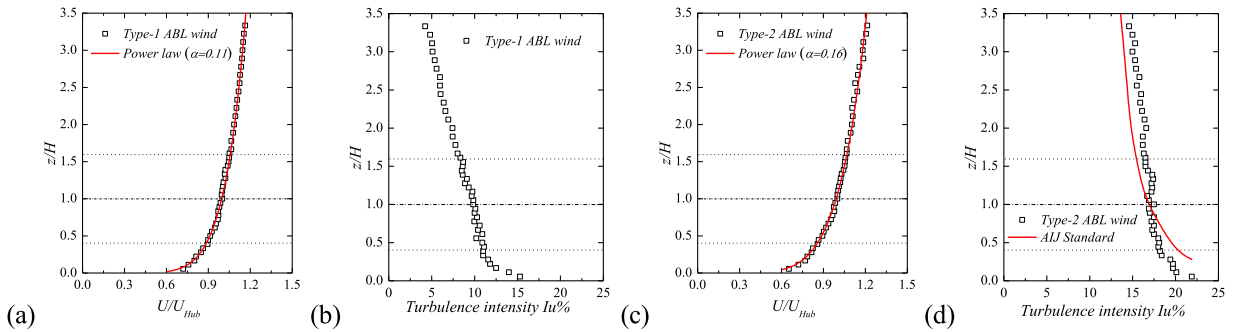 3.5
3.0
2.5
2.0
1.5
1.0
0.5
0.0
z/H
Type-1 ABL wind
Power law (α=0.11)
0.0 0.3 0.6 0.9 1.2 1.5
U/U_Hub
(a)
3.5
3.0
2.5
2.0
1.5
1.0
0.5
0.0
z/H
Type-1 ABL wind
0 5 10 15 20 25
Turbulence intensity Iu%
(b)
3.5
3.0
2.5
2.0
1.5
1.0
0.5
0.0
z/H
Type-2 ABL wind
Power law (α=0.16)
0.0 0.3 0.6 0.9 1.2 1.5
U/U_Hub
(c)
3.5
3.0
2.5
2.0
1.5
1.0
0.5
0.0
z/H
Type-2 ABL wind
AIJ Standard
0 5 10 15 20 25
Turbulence intensity Iu%
(d)